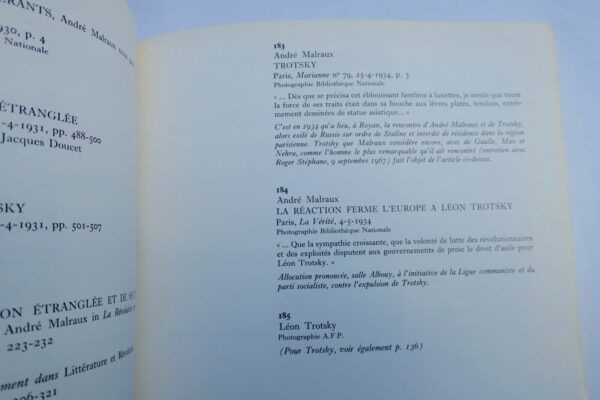 ÉRANTS, André Malraux
1930, p. 4
Nationale
ÉTRANGLÉE
-4-1931, pp. 488-500
Jacques Doucet
SKY
-4-1931, pp. 501-507
ON ÉTRANGLÉE ET DE
André Malraux in La Révolution
223-232
ment dans Littérature et
306-321
183
André Malraux
TROTSKY
Paris, Marianne nº 79, 25-4-1934, p. 3
Photographie Bibliothèque Nationale
« ... Dès que se précisa cet éblouissant fantôme à lunettes, je sentis que toute
la force de ses traits était dans sa bouche aux lèvres plates, tendues, extrê-
mement dessinées de statue asiatique... »
C'est en 1934 qu'a lieu, à Royan, la rencontre d'André Malraux et de Trotsky,
alors exilé de Russie sur ordre de Staline et interdit de résidence dans la région
parisienne. Trotsky que Malraux considère encore, avec de Gaulle, Mao et
Nehru, comme l'homme le plus remarquable qu'il ait rencontré (entretien avec
Roger Stéphane, 9 septembre 1967) fait l'objet de l'article ci-dessus.
184
André Malraux
LA RÉACTION FERME L'EUROPE A LÉON TROTSKY
Paris, La Vérité, 4-5-1934
Photographie Bibliothèque Nationale
« ... Que la sympathie croissante, que la volonté de lutte des révolutionnaires
et des exploités disputent aux gouvernements de proie le droit d'asile pour
Léon Trotsky. »
Allocution prononcée, salle Albouy, à l'initiative de la Ligue communiste et du
parti socialiste, contre l'expulsion de Trotsky.
185
Léon Trotsky
Photographie A.F.P.
(Pour Trotsky, voir également p. 136)